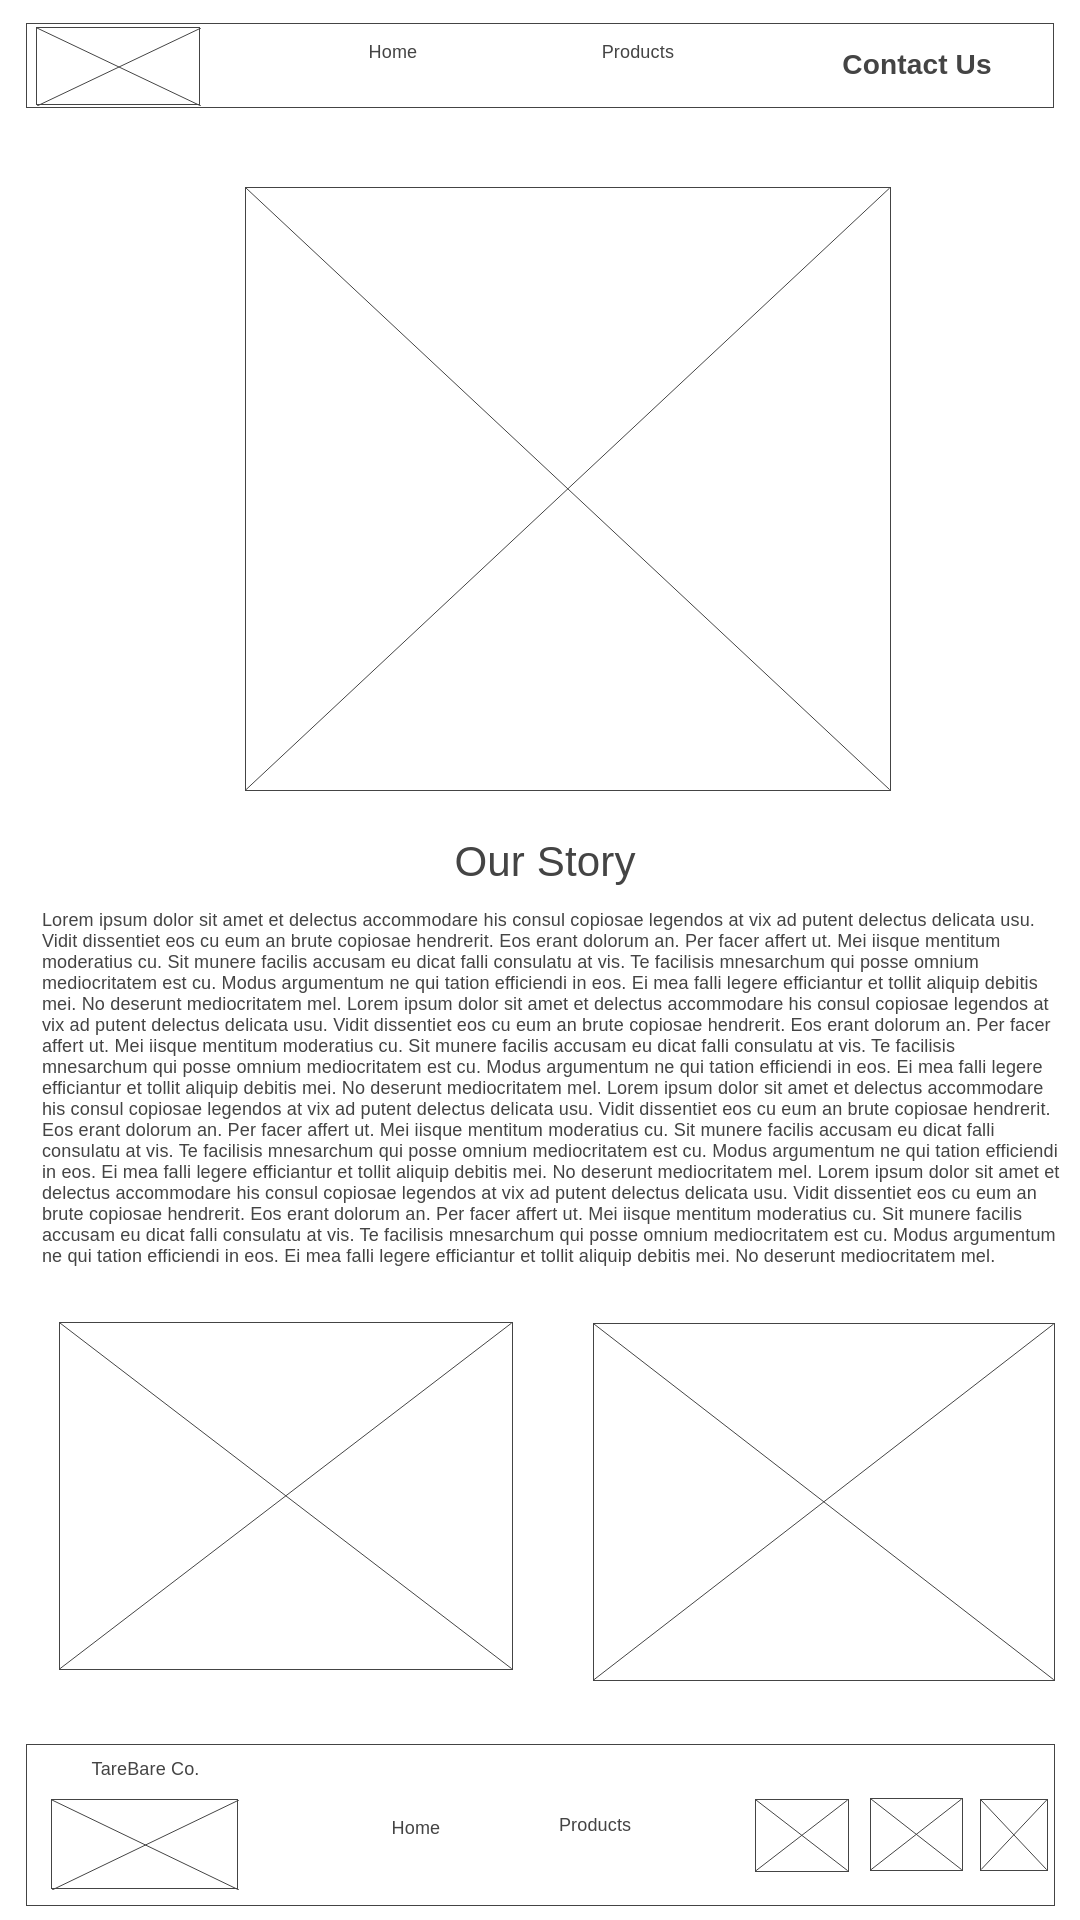 Home
Products
Contact Us
Our Story
Lorem ipsum dolor sit amet et delectus accommodare his consul copiosae legendos at vix ad putent delectus delicata usu.
Vidit dissentiet eos cu eum an brute copiosae hendrerit. Eos erant dolorum an. Per facer affert ut. Mei iisque mentitum
moderatius cu. Sit munere facilis accusam eu dicat falli consulatu at vis. Te facilisis mnesarchum qui posse omnium
mediocritatem est cu. Modus argumentum ne qui tation efficiendi in eos. Ei mea falli legere efficiantur et tollit aliquip debitis
mei. No deserunt mediocritatem mel. Lorem ipsum dolor sit amet et delectus accommodare his consul copiosae legendos at
vix ad putent delectus delicata usu. Vidit dissentiet eos cu eum an brute copiosae hendrerit. Eos erant dolorum an. Per facer
affert ut. Mei iisque mentitum moderatius cu. Sit munere facilis accusam eu dicat falli consulatu at vis. Te facilisis
mnesarchum qui posse omnium mediocritatem est cu. Modus argumentum ne qui tation efficiendi in eos. Ei mea falli legere
efficiantur et tollit aliquip debitis mei. No deserunt mediocritatem mel. Lorem ipsum dolor sit amet et delectus accommodare
his consul copiosae legendos at vix ad putent delectus delicata usu. Vidit dissentiet eos cu eum an brute copiosae hendrerit.
Eos erant dolorum an. Per facer affert ut. Mei iisque mentitum moderatius cu. Sit munere facilis accusam eu dicat falli
consulatu at vis. Te facilisis mnesarchum qui posse omnium mediocritatem est cu. Modus argumentum ne qui tation efficiendi
in eos. Ei mea falli legere efficiantur et tollit aliquip debitis mei. No deserunt mediocritatem mel. Lorem ipsum dolor sit amet et
delectus accommodare his consul copiosae legendos at vix ad putent delectus delicata usu. Vidit dissentiet eos cu eum an
brute copiosae hendrerit. Eos erant dolorum an. Per facer affert ut. Mei iisque mentitum moderatius cu. Sit munere facilis
accusam eu dicat falli consulatu at vis. Te facilisis mnesarchum qui posse omnium mediocritatem est cu. Modus argumentum
ne qui tation efficiendi in eos. Ei mea falli legere efficiantur et tollit aliquip debitis mei. No deserunt mediocritatem mel.
TareBare Co.
Home
Products